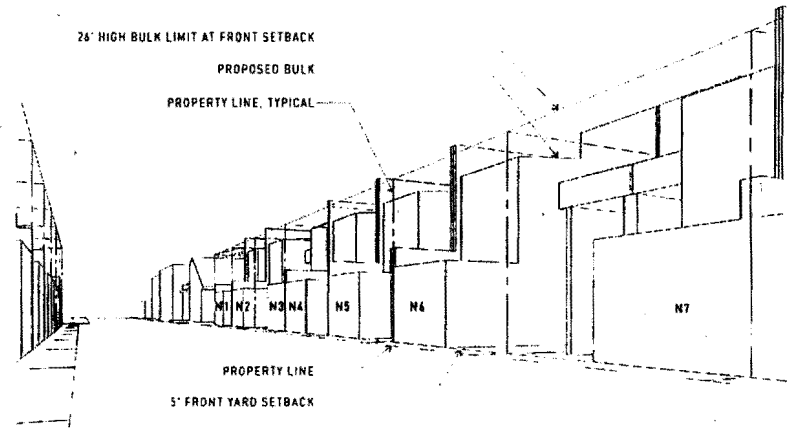 26' HIGH BULK LIMIT AT FRONT SETBACK
PROPOSED BULK
PROPERTY LINE, TYPICAL
N1 N2 N3 N4 N5 N6 N7
PROPERTY LINE
5' FRONT YARD SETBACK